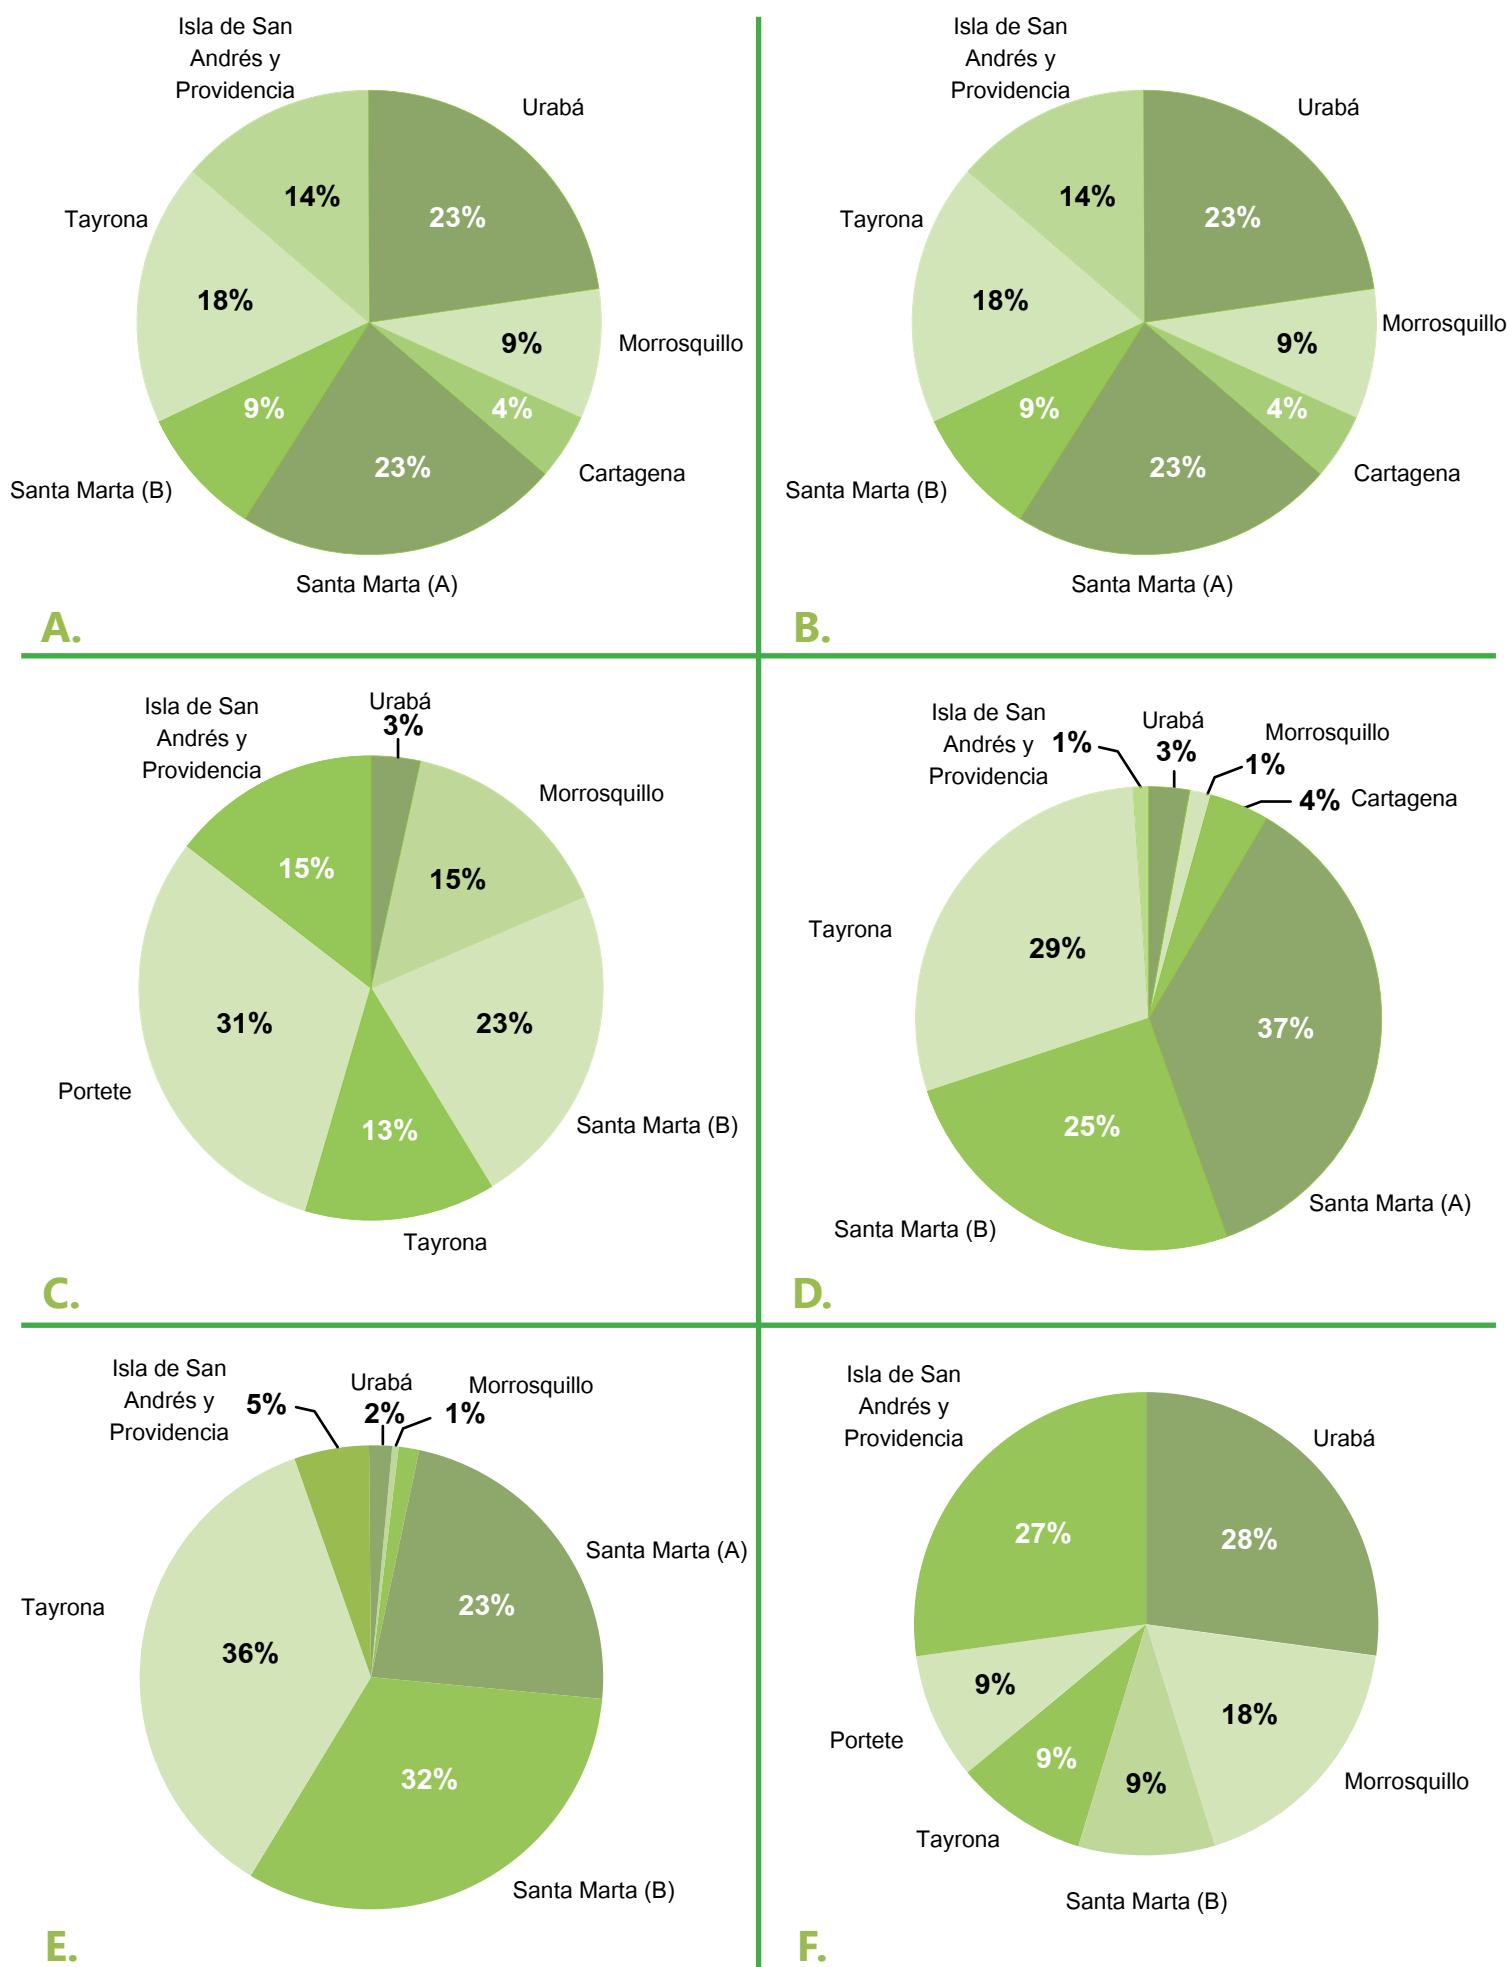 Isla de San
Andrés y
Providencia
Urabá
14%
23%
Tayrona
18%
9%
Morrosquillo
9%
4%
23%
Cartagena
Santa Marta (B)
Santa Marta (A)
A.
Isla de San
Andrés y
Providencia
Urabá
14%
23%
Tayrona
18%
9%
Morrosquillo
9%
4%
23%
Cartagena
Santa Marta (B)
Santa Marta (A)
B.
Isla de San
Andrés y
Providencia
Urabá
3%
Morrosquillo
15%
15%
31%
23%
Portete
13%
Santa Marta (B)
Tayrona
C.
Isla de San
Andrés y
Providencia
1%
Urabá
3%
Morrosquillo
1%
4%
Cartagena
Tayrona
29%
37%
25%
Santa Marta (A)
Santa Marta (B)
D.
Isla de San
Andrés y
Providencia
5%
Urabá
2%
Morrosquillo
1%
Santa Marta (A)
Tayrona
23%
36%
32%
Santa Marta (B)
E.
Isla de San
Andrés y
Providencia
Urabá
27%
28%
9%
18%
Portete
9%
9%
Morrosquillo
Tayrona
Santa Marta (B)
F.